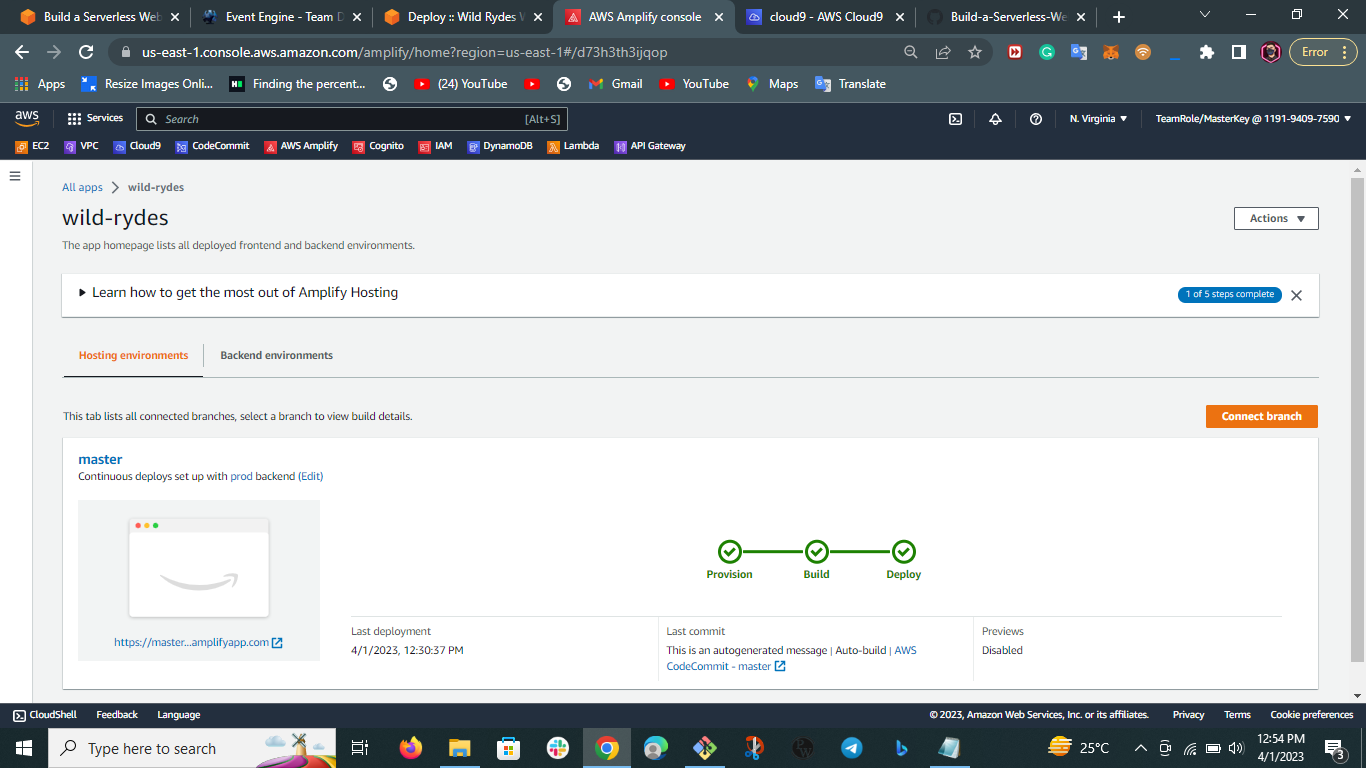 Build a Serverless Web
Event Engine - Team D
Deploy :: Wild Rydes W
AWS Amplify console
cloud9 - AWS Cloud9
Build-a-Serverless-We
us-east-1.console.aws.amazon.com/amplify/home?region=us-east-1#/d73h3th3ijqop
Error
Apps
Resize Images Onli...
Finding the percent...
(24) YouTube
Gmail
YouTube
Maps
Translate
aws
Services
Search
[Alt+S]
N. Virginia
TeamRole/MasterKey @ 1191-9409-7590
EC2
VPC
Cloud9
CodeCommit
AWS Amplify
Cognito
IAM
DynamoDB
Lambda
API Gateway
All apps
wild-rydes
wild-rydes
Actions
The app homepage lists all deployed frontend and backend environments.
Learn how to get the most out of Amplify Hosting
1 of 5 steps complete
Hosting environments
Backend environments
This tab lists all connected branches, select a branch to view build details.
Connect branch
master
Continuous deploys set up with prod backend (Edit)
Provision
Build
Deploy
https://master...amplifyapp.com
Last deployment
4/1/2023, 12:30:37 PM
Last commit
This is an autogenerated message | Auto-build | AWS
CodeCommit - master
Previews
Disabled
CloudShell
Feedback
Language
© 2023, Amazon Web Services, Inc. or its affiliates.
Privacy
Terms
Cookie preferences
Type here to search
25°C
12:54 PM
4/1/2023
3